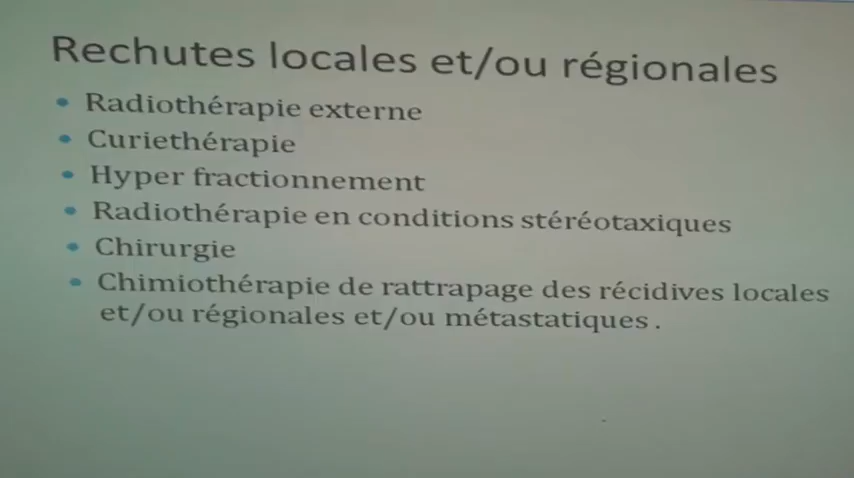 Rechutes locales et/ou régionales
• Radiothérapie externe
• Curiethérapie
• Hyper fractionnement
• Radiothérapie en conditions stéréotaxiques
• Chirurgie
• Chimiothérapie de rattrapage des récidives locales
et/ou régionales et/ou métastatiques .